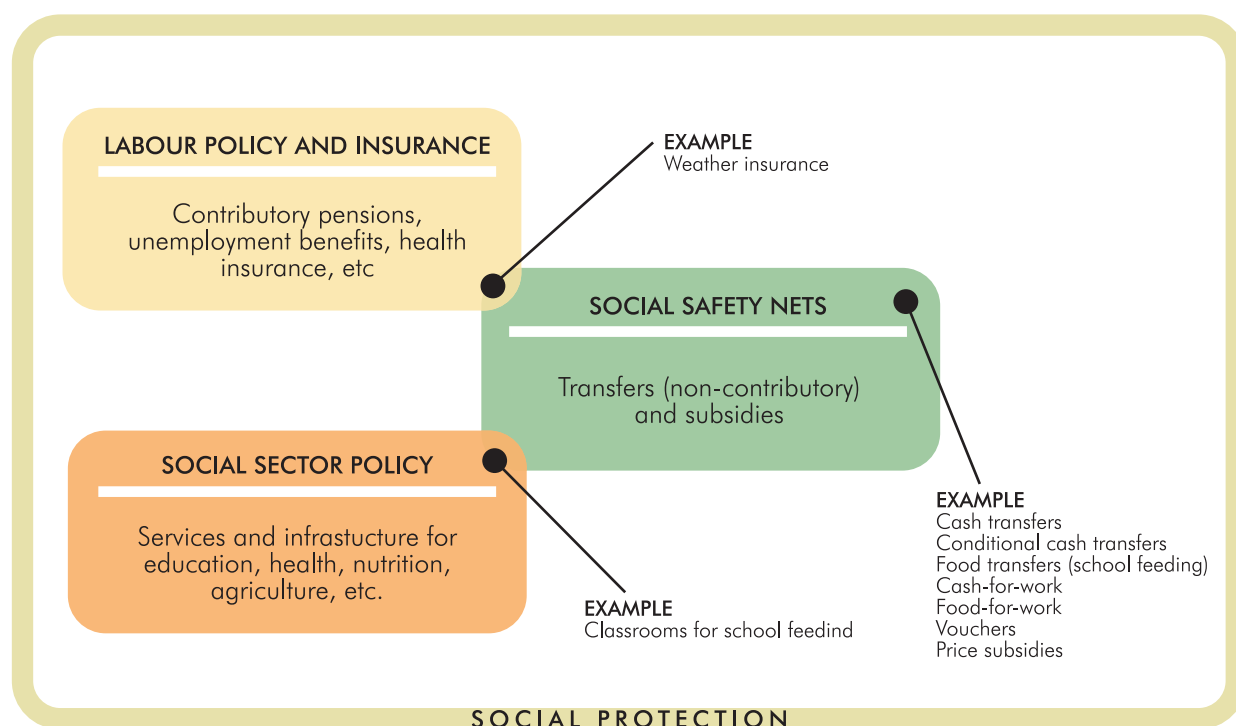 LABOUR POLICY AND INSURANCE
Contributory pensions,
unemployment benefits, health
insurance, etc
EXAMPLE
Weather insurance
SOCIAL SAFETY NETS
Transfers (non-contributory)
and subsidies
SOCIAL SECTOR POLICY
Services and infrastucture for
education, health, nutrition,
agriculture, etc.
EXAMPLE
Classrooms for school feedind
EXAMPLE
Cash transfers
Conditional cash transfers
Food transfers (school feeding)
Cash-for-work
Food-for-work
Vouchers
Price subsidies
SOCIAL PROTECTION